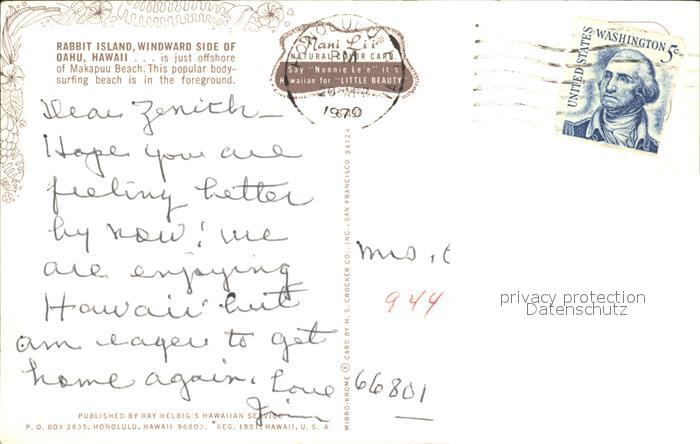 RABBIT ISLAND, WINDWARD SIDE OF
OAHU, HAWAII . . . is just offshore
of Makapuu Beach. This popular body-
surfing beach is in the foreground.
Nani Li'i
NATURAL COLOR CARD
Say "Nonnie Le'e" it's
Hawaiian for "LITTLE BEAUTY"
HONOLULU
PM
1970
UNITED STATES
WASHINGTON 5c
Dear Zenith –
Hope you are
feeling better
by now! We
are enjoying
Hawaii but
am eager to get
home again. Love
Jim
Mrs.
944
66801
privacy protection
Datenschutz
MIRRO-KROME ® CARD BY H. S. CROCKER CO., INC., SAN FRANCISCO 94124
PUBLISHED BY RAY HELBIG'S HAWAIIAN SERVICE
P. O. BOX 2835, HONOLULU, HAWAII 96803. REG. 1951, HAWAII, U. S. A.